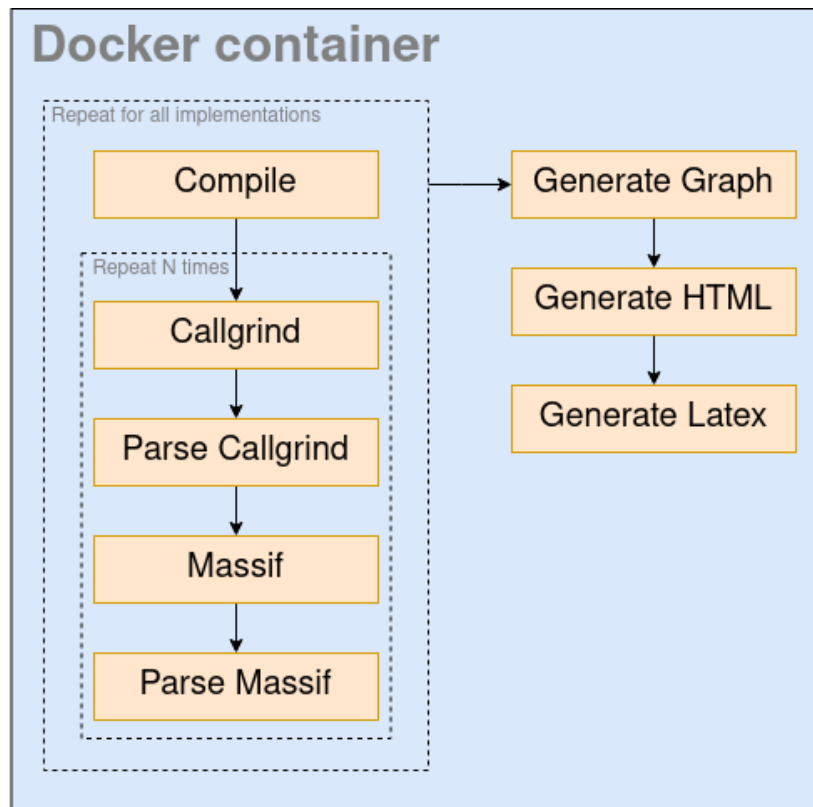 Docker container
Repeat for all implementations
Compile
Repeat N times
Callgrind
Parse Callgrind
Massif
Parse Massif
Generate Graph
Generate HTML
Generate Latex